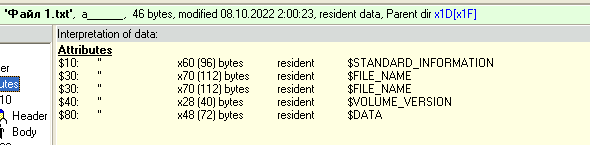 'Файл 1.txt', a______, 46 bytes, modified 08.10.2022 2:00:23, resident data, Parent dir x1D[x1F]
Interpretation of data:
Attributes
$10: " x60 (96) bytes resident $STANDARD_INFORMATION
$30: " x70 (112) bytes resident $FILE_NAME
$30: " x70 (112) bytes resident $FILE_NAME
$40: " x28 (40) bytes resident $VOLUME_VERSION
$80: " x48 (72) bytes resident $DATA
er
utes
10
Header
Body